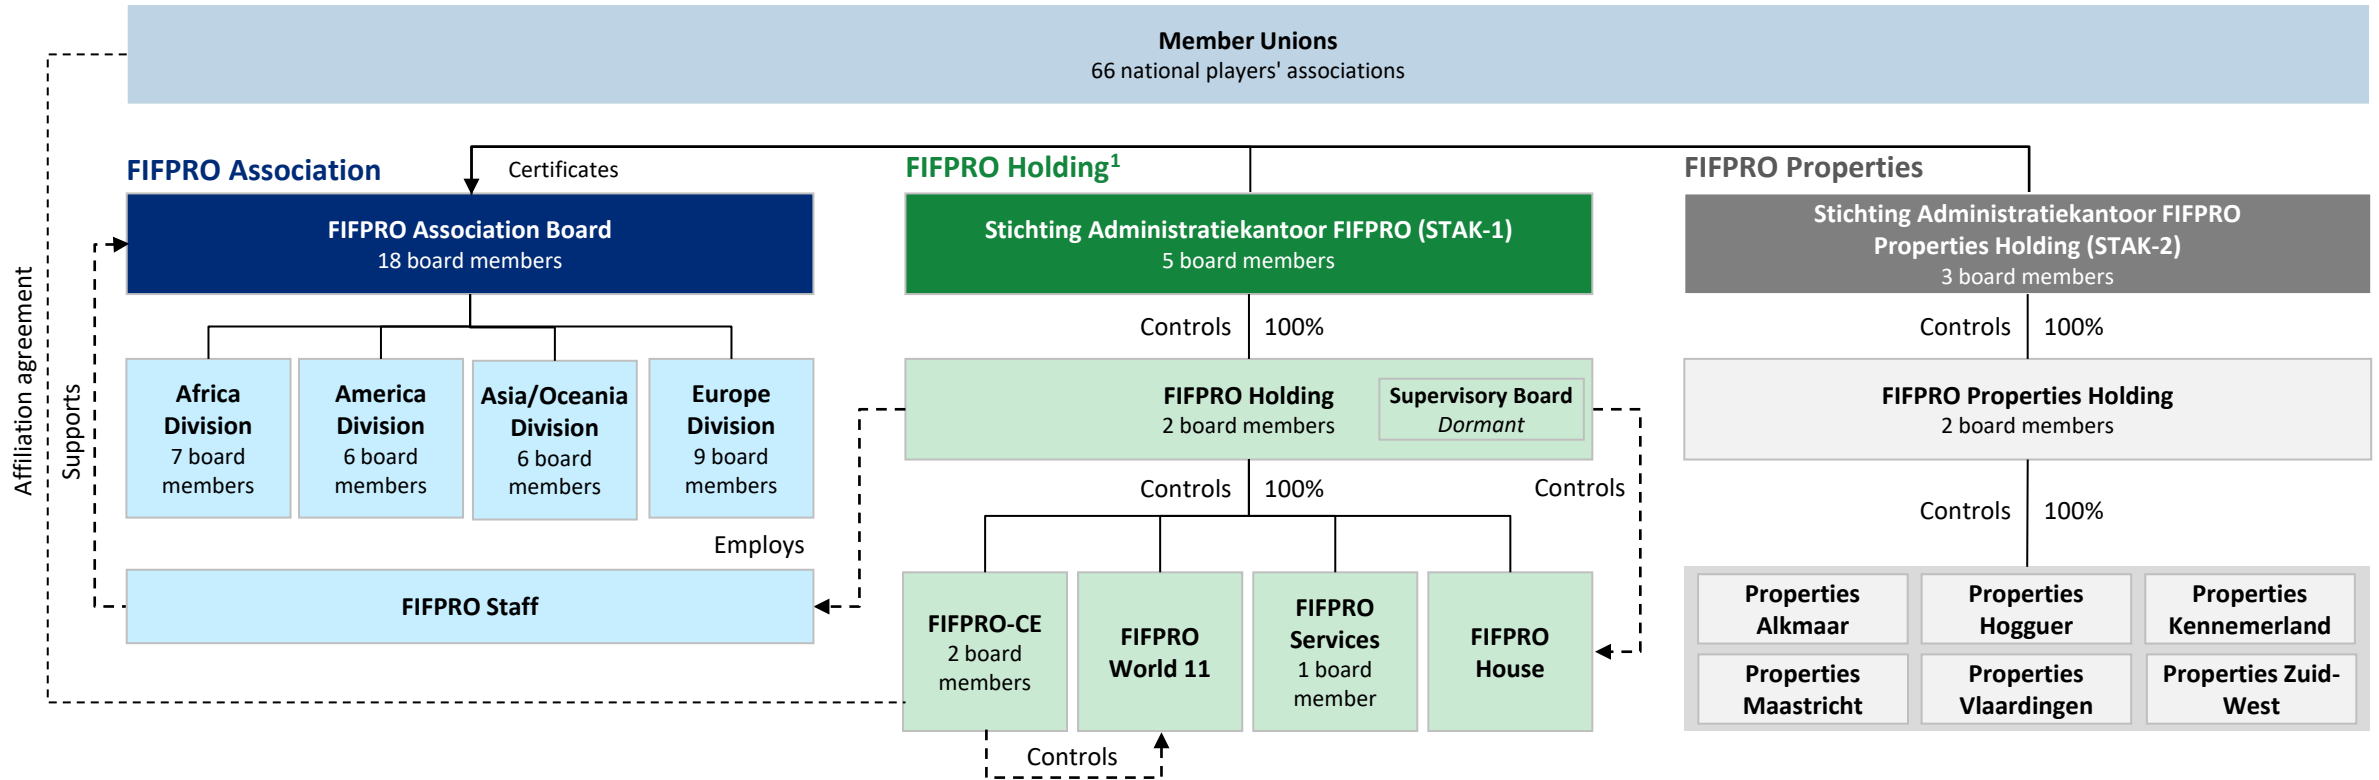 Member Unions
66 national players' associations
FIFPRO Association
Certificates
FIFPRO Holding¹
FIFPRO Properties
FIFPRO Association Board
18 board members
Stichting Administratiekantoor FIFPRO (STAK-1)
5 board members
Stichting Administratiekantoor FIFPRO
Properties Holding (STAK-2)
3 board members
Affiliation agreement
Supports
Controls
100%
Controls
100%
Africa
Division
7 board
members
America
Division
6 board
members
Asia/Oceania
Division
6 board
members
Europe
Division
9 board
members
FIFPRO Holding
2 board members
Supervisory Board
Dormant
FIFPRO Properties Holding
2 board members
Controls
100%
Controls
Controls
100%
Employs
FIFPRO Staff
FIFPRO-CE
2 board
members
FIFPRO
World 11
FIFPRO
Services
1 board
member
FIFPRO
House
Controls
Properties
Alkmaar
Properties
Hogguer
Properties
Kennemerland
Properties
Maastricht
Properties
Vlaardingen
Properties Zuid-
West